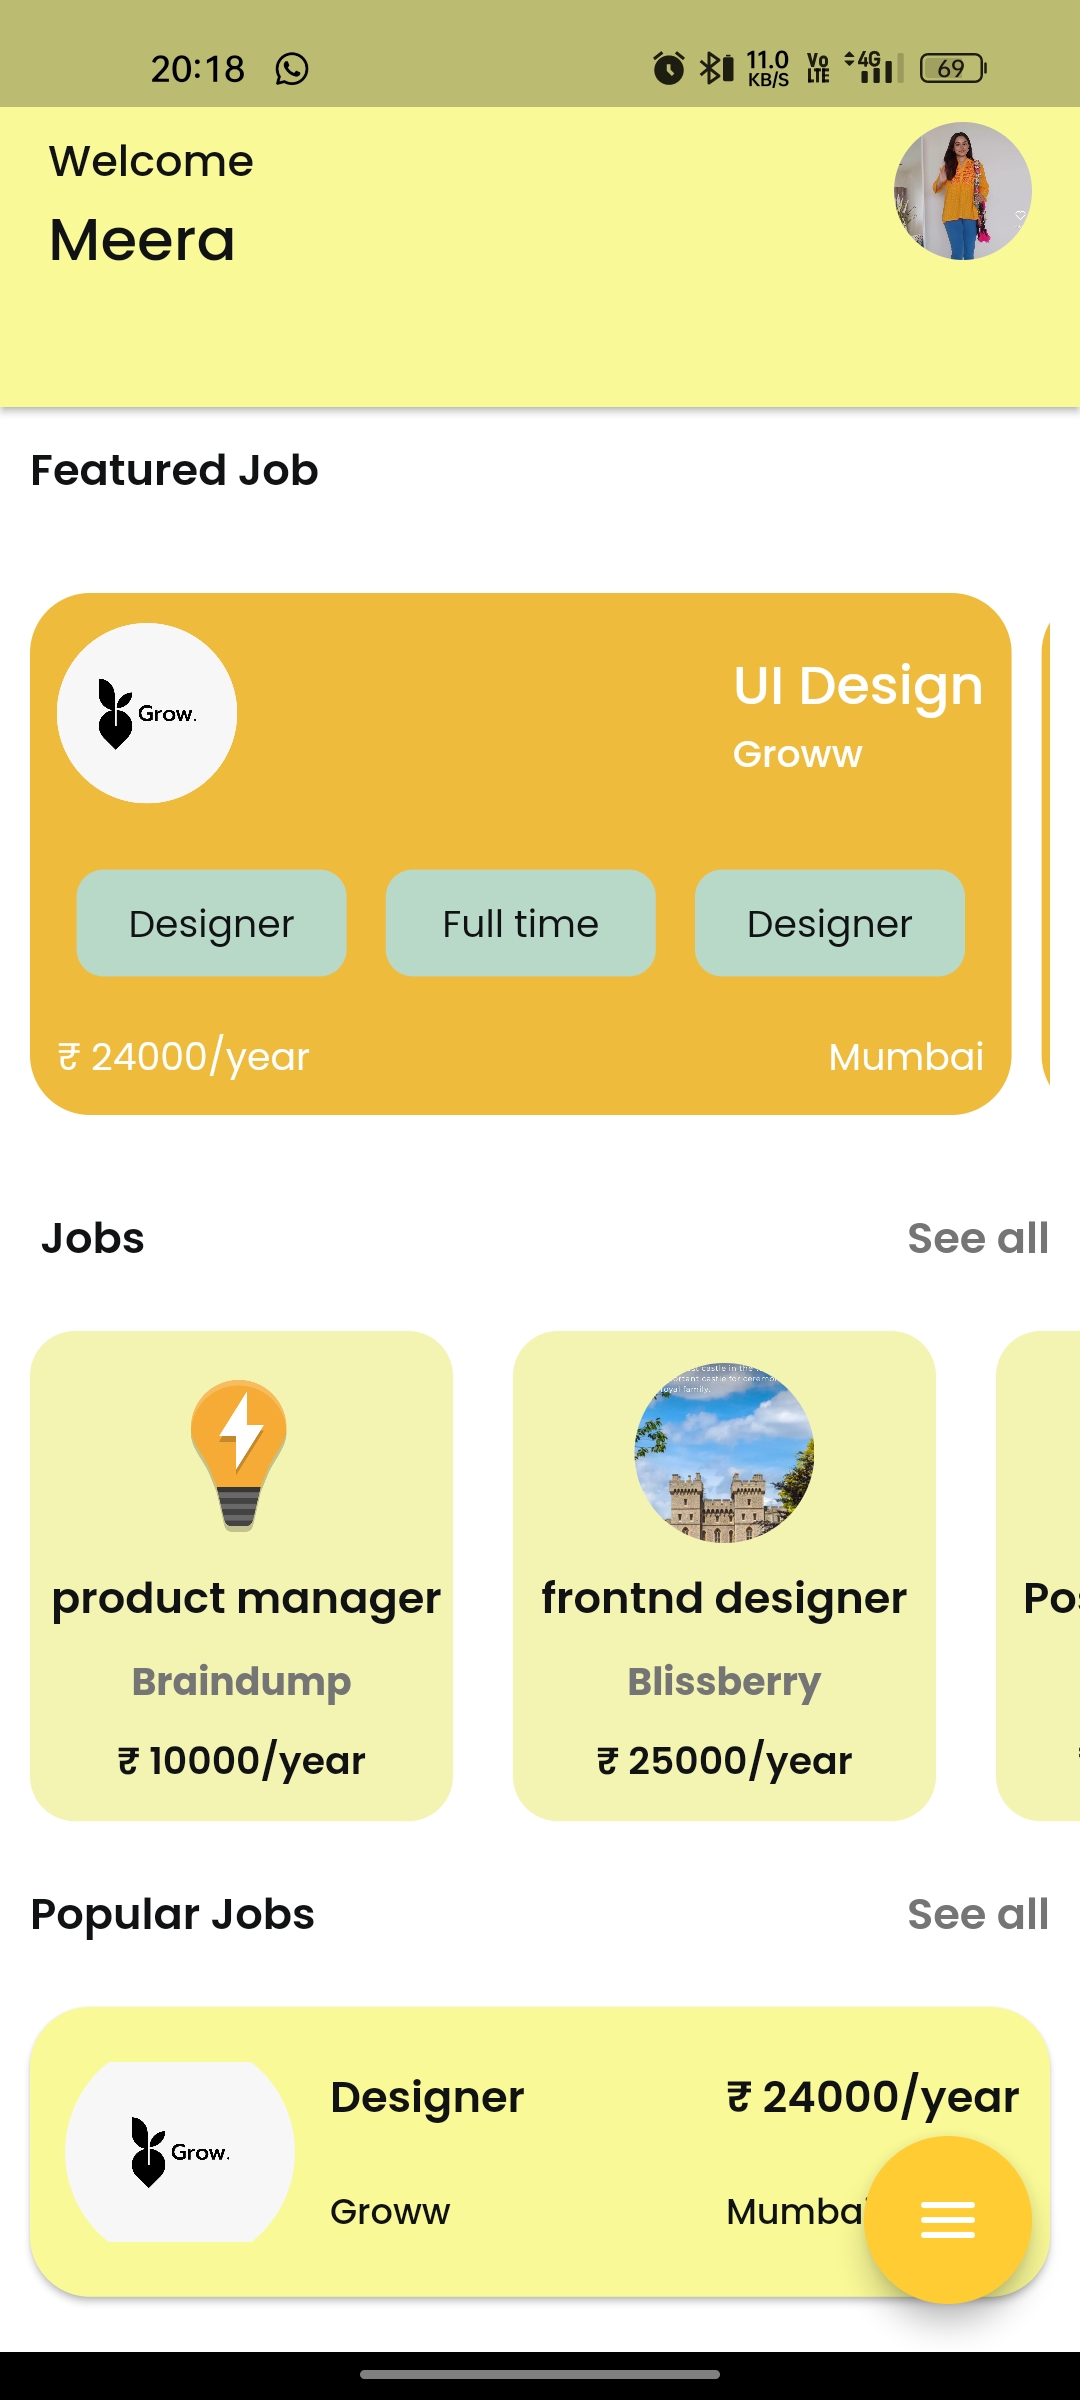 20:18 11.0 KB/S Vo LTE 4G 69
Welcome
Meera
Featured Job
Grow.
UI Design
Groww
Designer Full time Designer
₹ 24000/year Mumbai
Jobs See all
royal family.
product manager frontnd designer
Braindump Blissberry
₹ 10000/year ₹ 25000/year
Popular Jobs See all
Grow.
Designer ₹ 24000/year
Groww